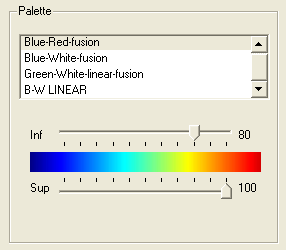 Palette
Blue-Red-fusion
Blue-White-fusion
Green-White-linear-fusion
B-W LINEAR
Inf 80
Sup 100